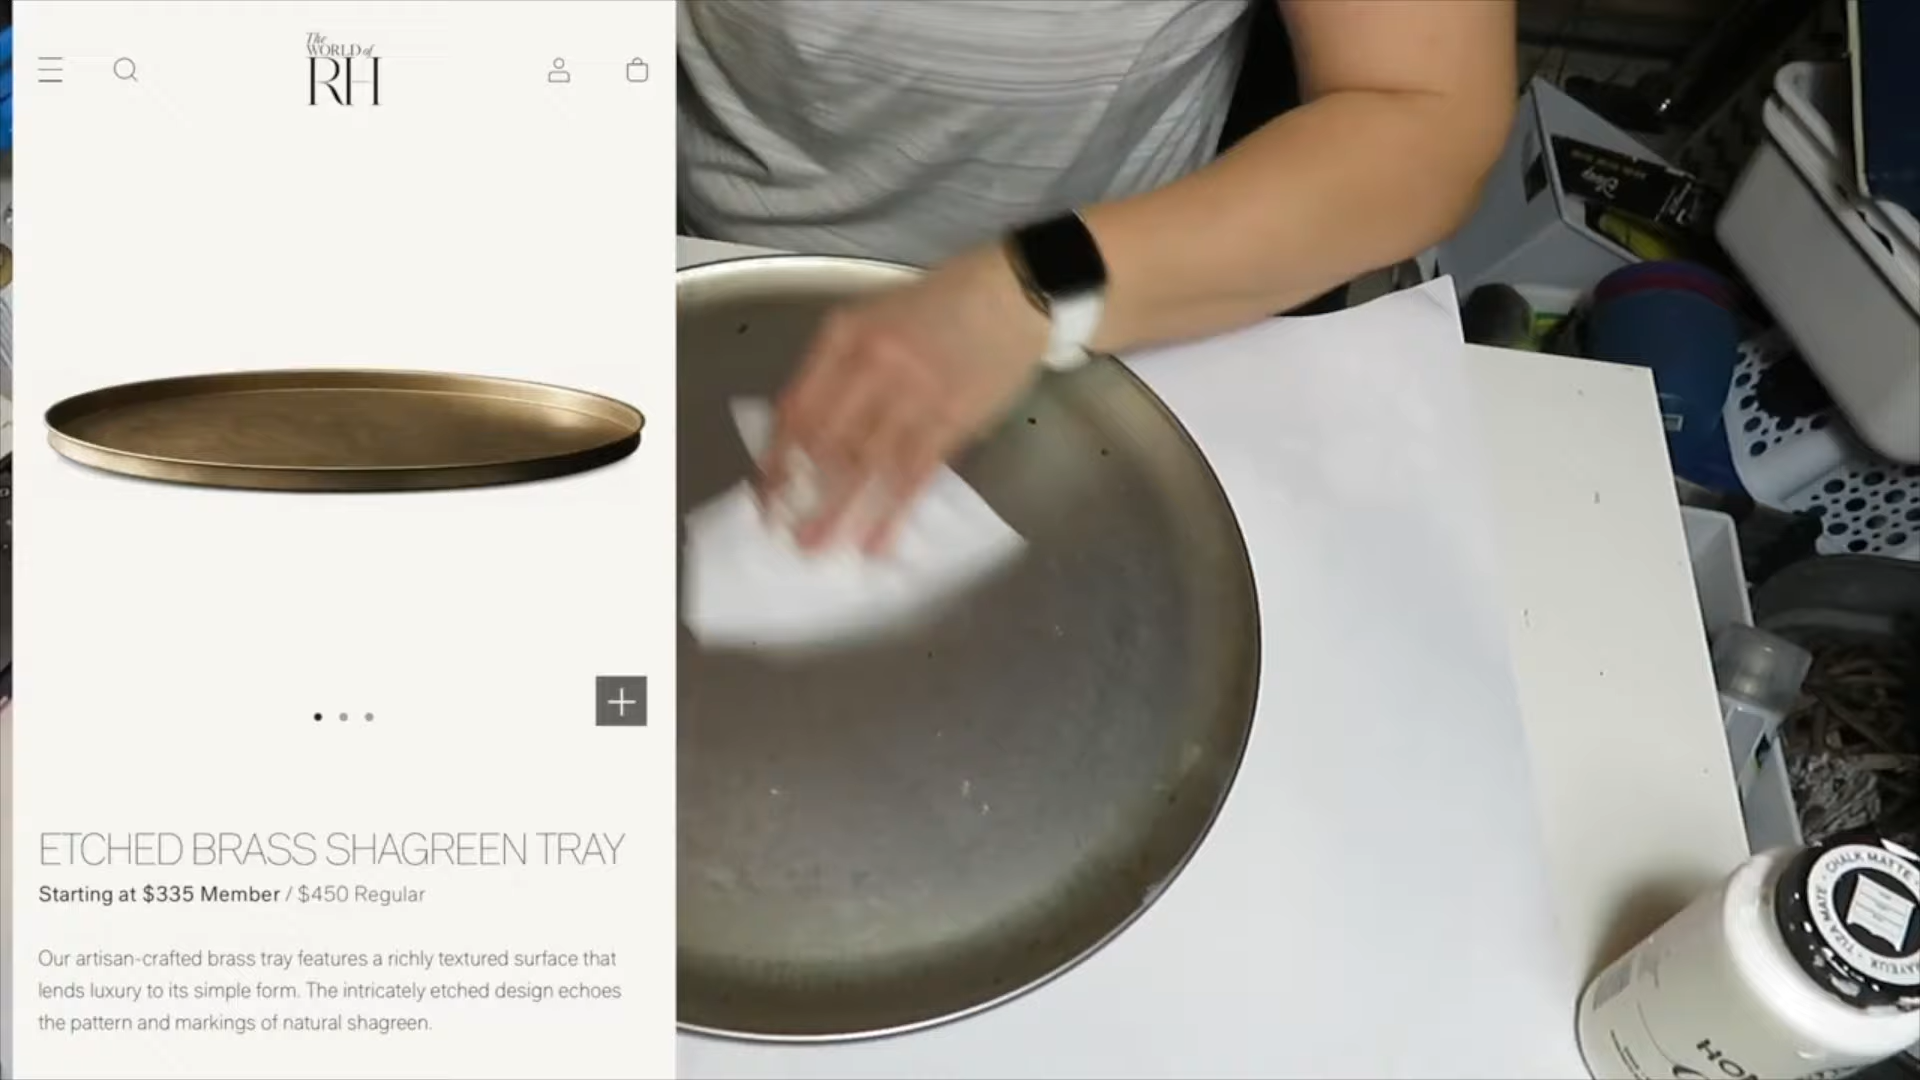 The
WORLD of
RH
ETCHED BRASS SHAGREEN TRAY
Starting at $335 Member / $450 Regular
Our artisan-crafted brass tray features a richly textured surface that
lends luxury to its simple form. The intricately etched design echoes
the pattern and markings of natural shagreen.
Disney
CHALK MATTE